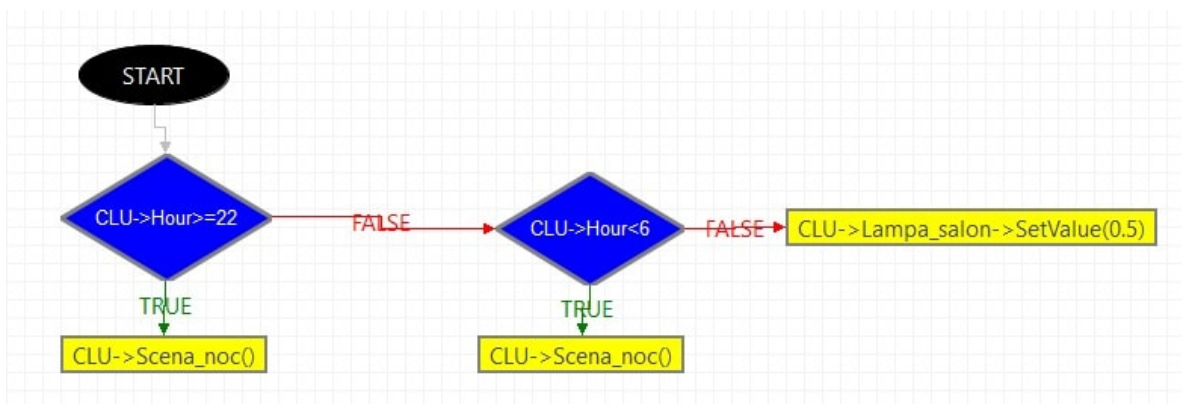 START
CLU->Hour>=22
FALSE
CLU->Hour<6
FALSE
CLU->Lampa_salon->SetValue(0.5)
TRUE
TRUE
CLU->Scena_noc()
CLU->Scena_noc()